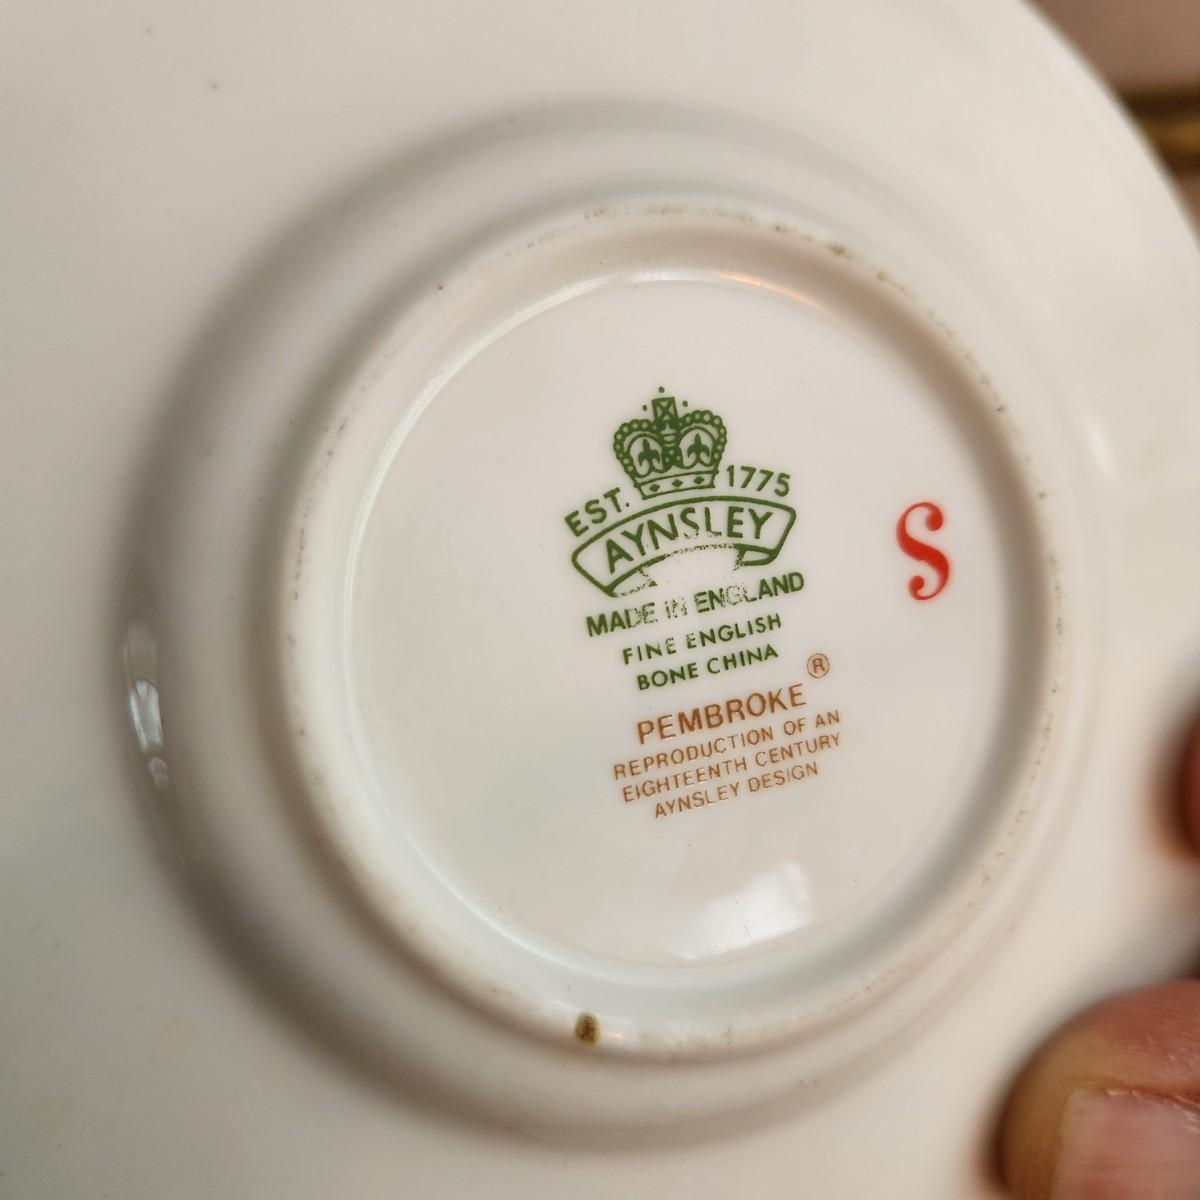 EST. 1775
AYNSLEY
MADE IN ENGLAND
FINE ENGLISH
BONE CHINA
PEMBROKE ®
REPRODUCTION OF AN
EIGHTEENTH CENTURY
AYNSLEY DESIGN
S